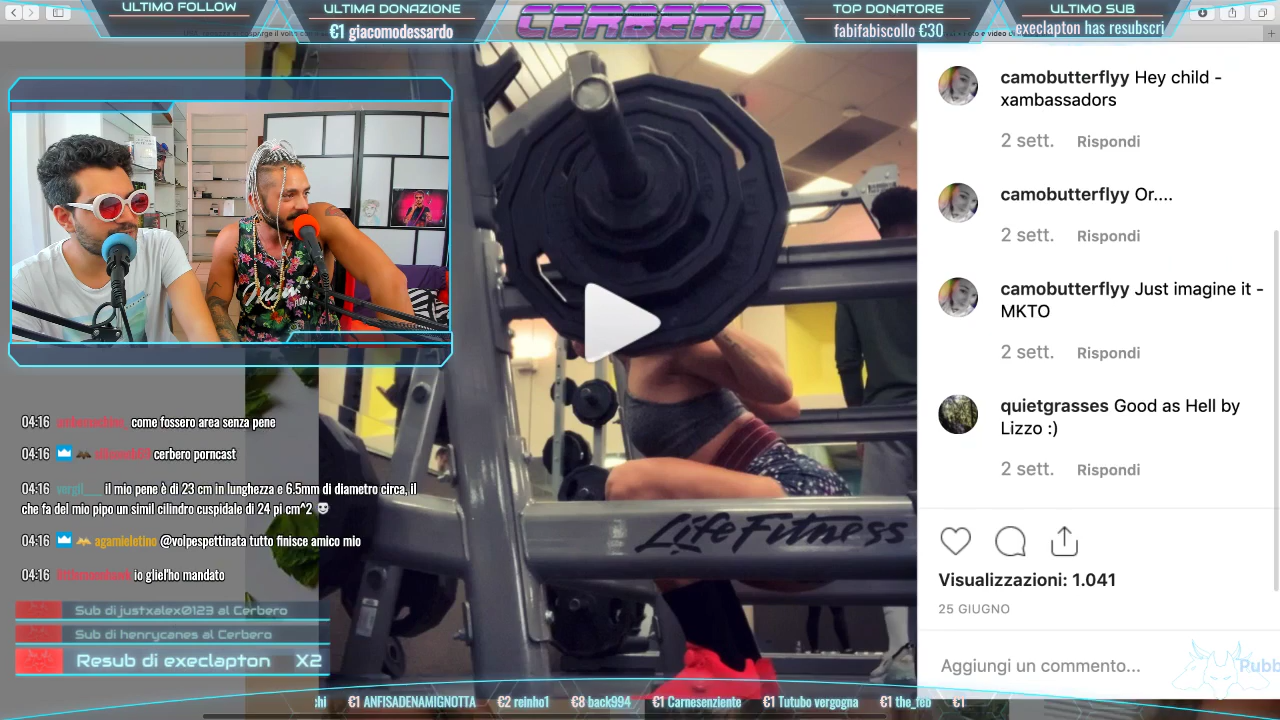 ULTIMO FOLLOW
ULTIMA DONAZIONE
€1 giacomodessardo
CERBERO
TOP DONATORE
fabifabiscollo €30
ULTIMO SUB
execlapton has resubscri
camobutterflyy Hey child -
xambassadors
2 sett. Rispondi
camobutterflyy Or....
2 sett. Rispondi
camobutterflyy Just imagine it -
MKTO
2 sett. Rispondi
quietgrasses Good as Hell by
Lizzo :)
2 sett. Rispondi
Visualizzazioni: 1.041
25 GIUGNO
Aggiungi un commento...
Pubb
Life Fitness
04:16 come fossero area senza pene
04:16 cerbero porncast
04:16 il mio pene è di 23 cm in lunghezza e 6.5mm di diametro circa, il
che fa del mio pipo un simil cilindro cuspidale di 24 pi cm^2
04:16 agamieletino @volpespettinata tutto finisce amico mio
04:16 io gliel'ho mandato
Sub di justxalex0123 al Cerbero
Sub di henrycanes al Cerbero
Resub di execlapton X2
chi €1 ANFISADENAMIGNOTTA €2 reinho1 €8 back994 €1 Carnesenziente €1 Tutubo vergogna €1 the_feb €1